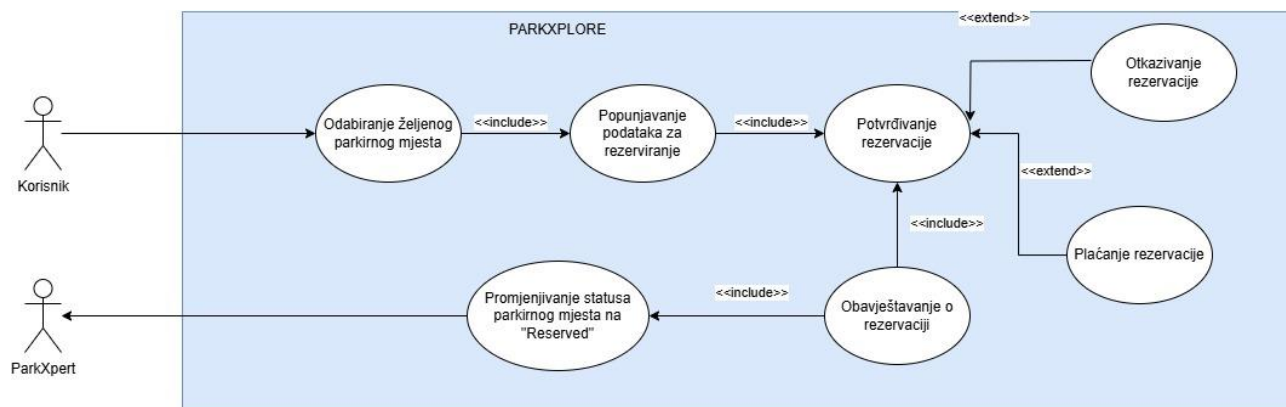 <<extend>>
PARKXPLORE
Otkazivanje
rezervacije
Korisnik
Odabiranje željenog
parkirnog mjesta
<<include>>
Popunjavanje
podataka za
rezerviranje
<<include>>
Potvrđivanje
rezervacije
<<extend>>
<<include>>
Plaćanje rezervacije
ParkXpert
Promjenjivanje statusa
parkirnog mjesta na
"Reserved"
<<include>>
Obavještavanje o
rezervaciji